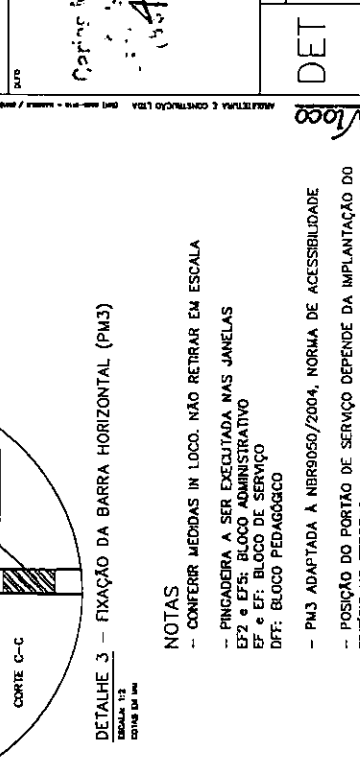 CORTE C-C
DETALHE 3 - FIXAÇÃO DA BARRA HORIZONTAL (PM3)
ESCALA: 1:2
COTAS EM MM
NOTAS
- CONFERIR MEDIDAS IN LOCO. NÃO RETIRAR EM ESCALA
- PINGADEIRA A SER EXECUTADA NAS JANELAS
EF2 e EF5: BLOCO ADMINISTRATIVO
EF e EF: BLOCO DE SERVIÇO
DFF: BLOCO PEDAGÓGICO
- PM3 ADAPTADA À NBR9050/2004, NORMA DE ACESSIBILIDADE
- POSIÇÃO DO PORTÃO DE SERVIÇO DEPENDE DA IMPLANTAÇÃO DO
ARQUITETURA E CONSTRUÇÃO LTDA
DET